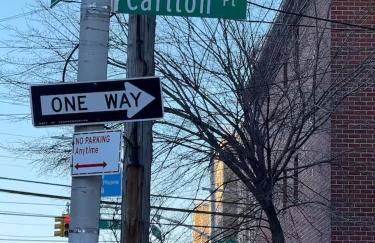 Carlton Pl
ONE WAY
NO PARKING
Anytime